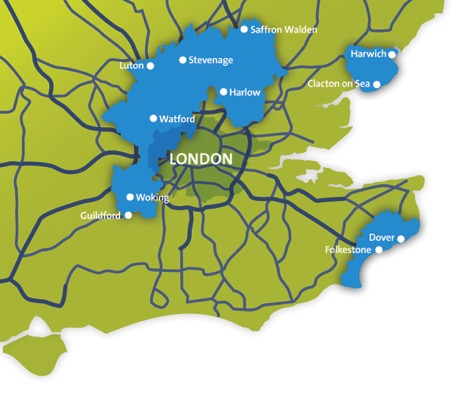 Saffron Walden
Harwich
Luton
Stevenage
Clacton on Sea
Harlow
Watford
LONDON
Woking
Guildford
Dover
Folkestone